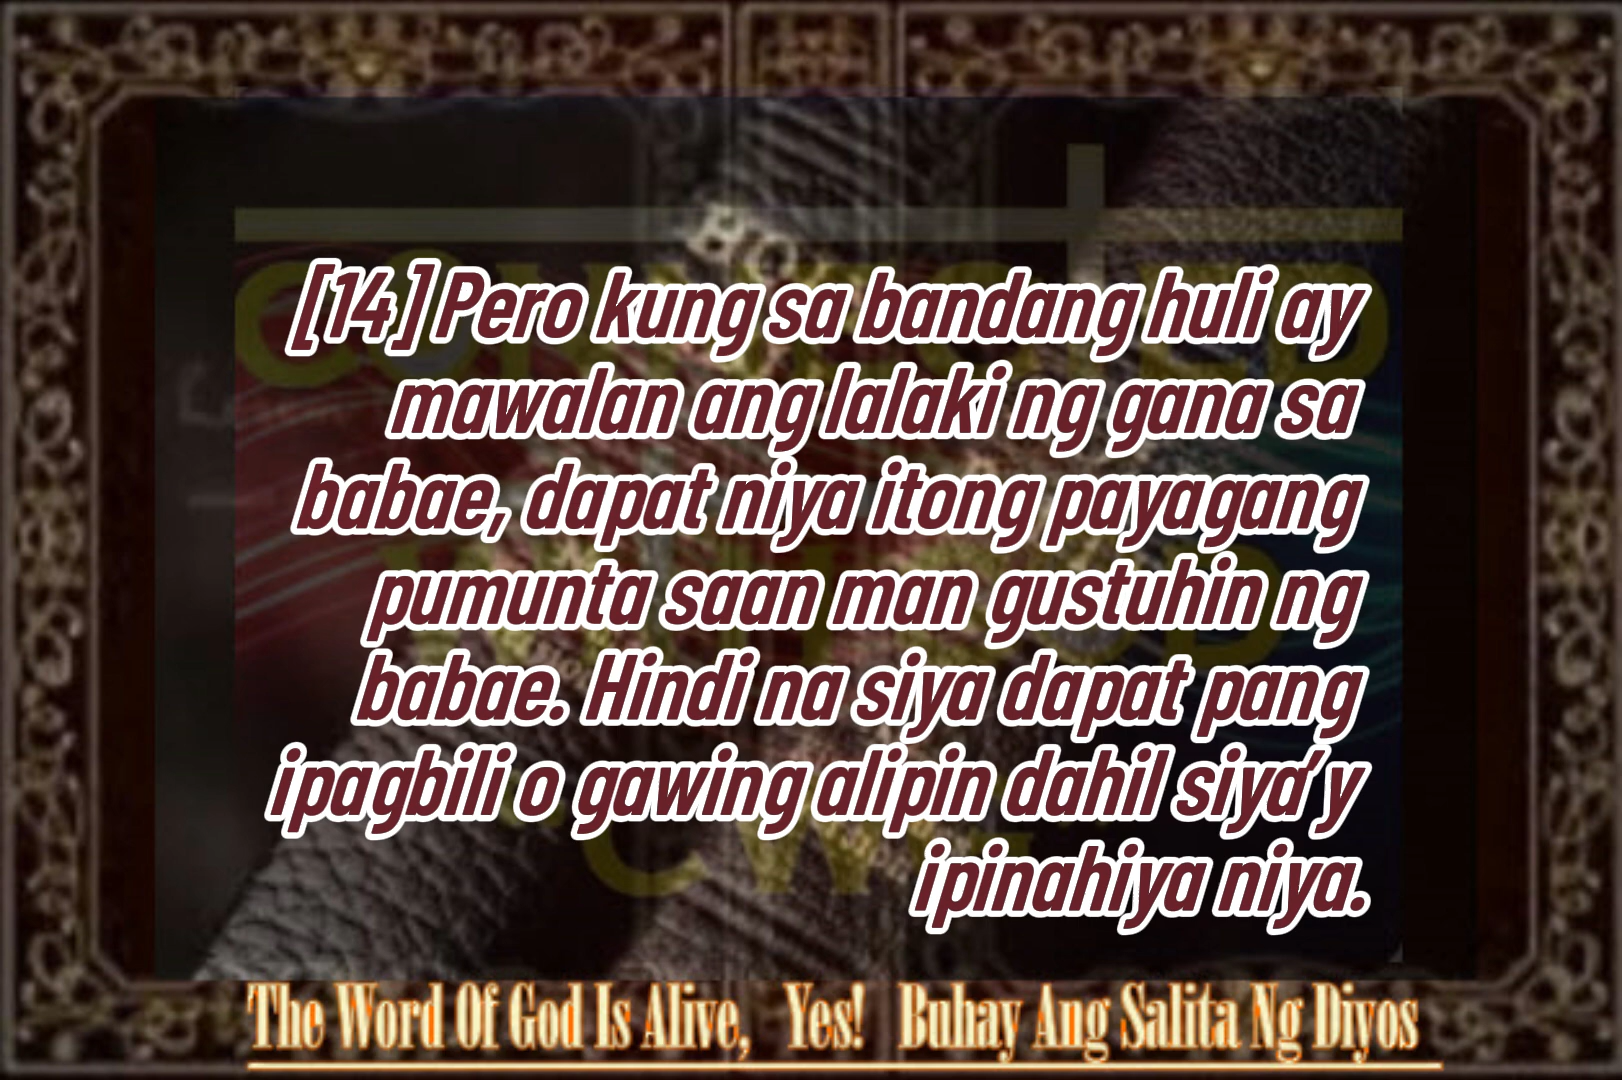 [14] Pero kung sa bandang huli ay
mawalan ang lalaki ng gana sa
babae, dapat niya itong payagang
pumunta saan man gustuhin ng
babae. Hindi na siya dapat pang
ipagbili o gawing alipin dahil siya'y
ipinahiya niya.
The Word Of God Is Alive, Yes! Buhay Ang Salita Ng Diyos